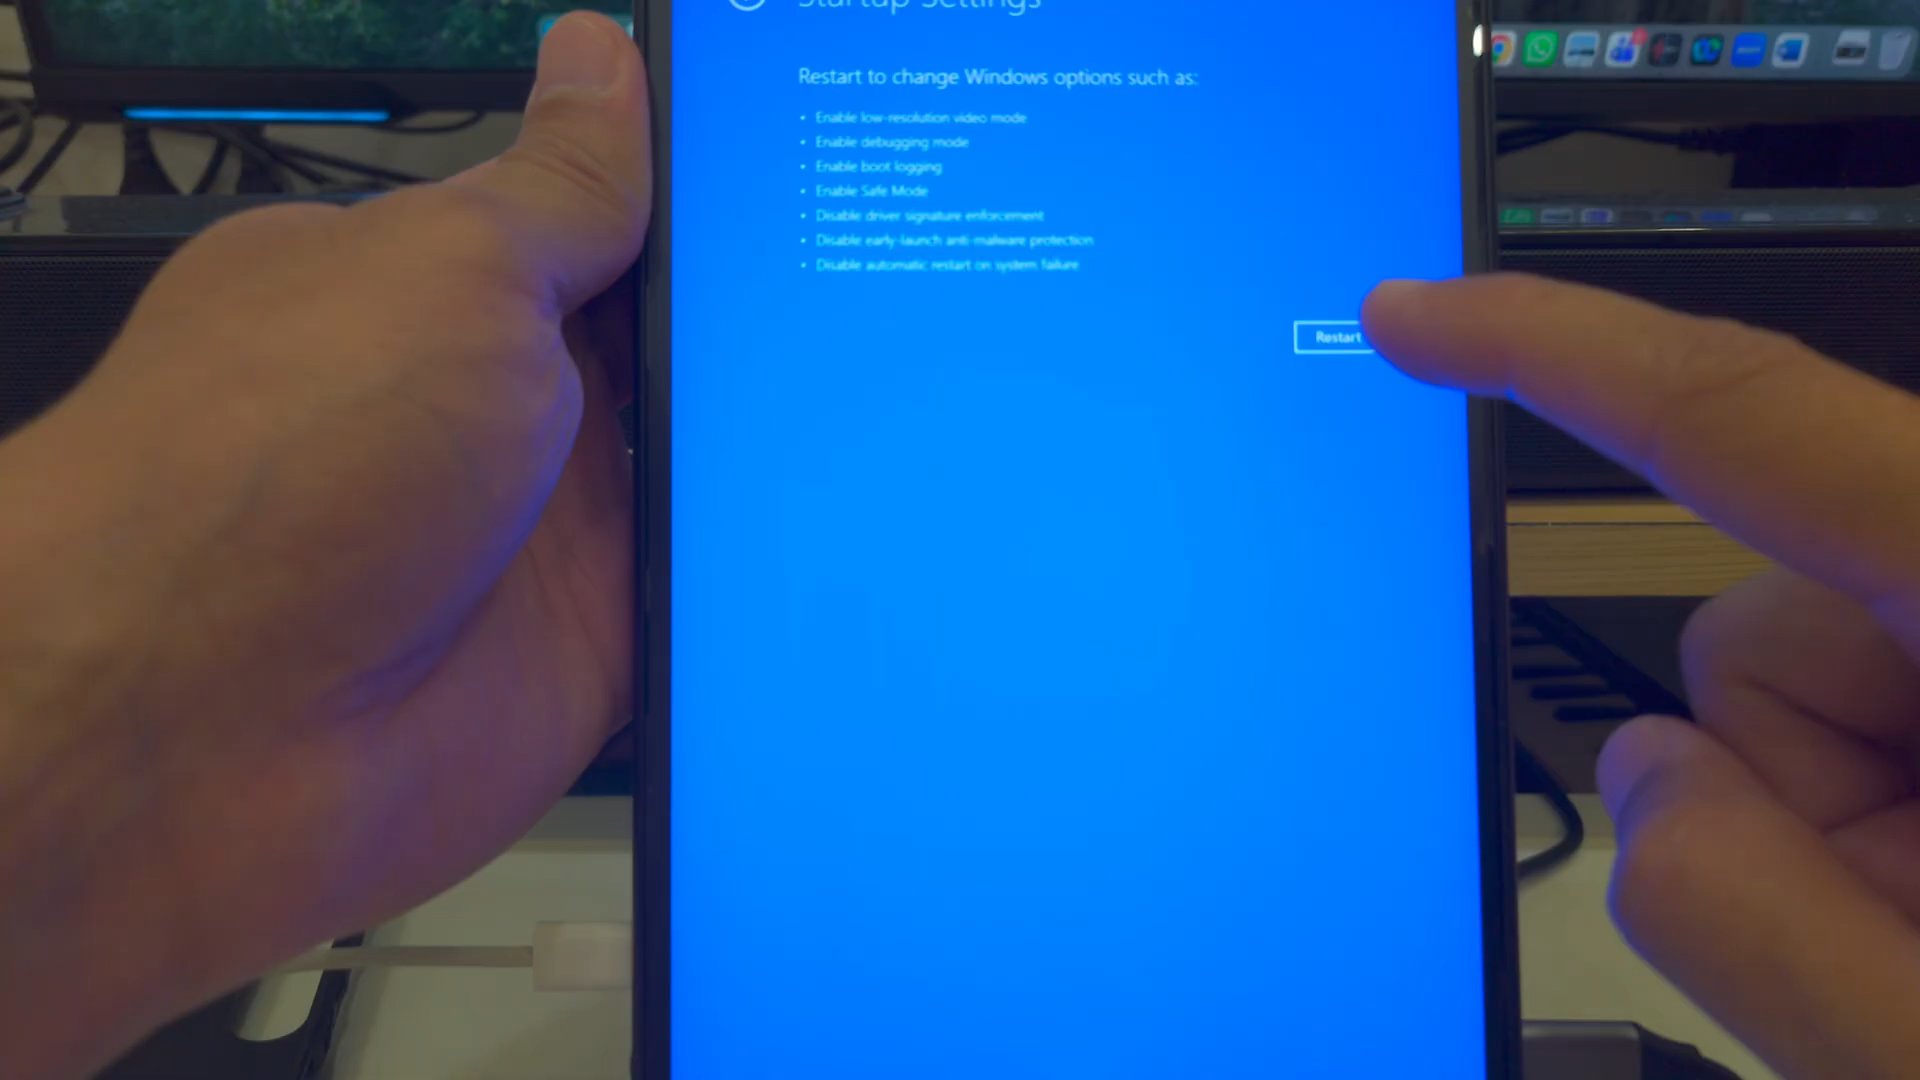 Startup Settings
Restart to change Windows options such as:
• Enable low-resolution video mode
• Enable debugging mode
• Enable boot logging
• Enable Safe Mode
• Disable driver signature enforcement
• Disable early-launch anti-malware protection
• Disable automatic restart on system failure
Restart